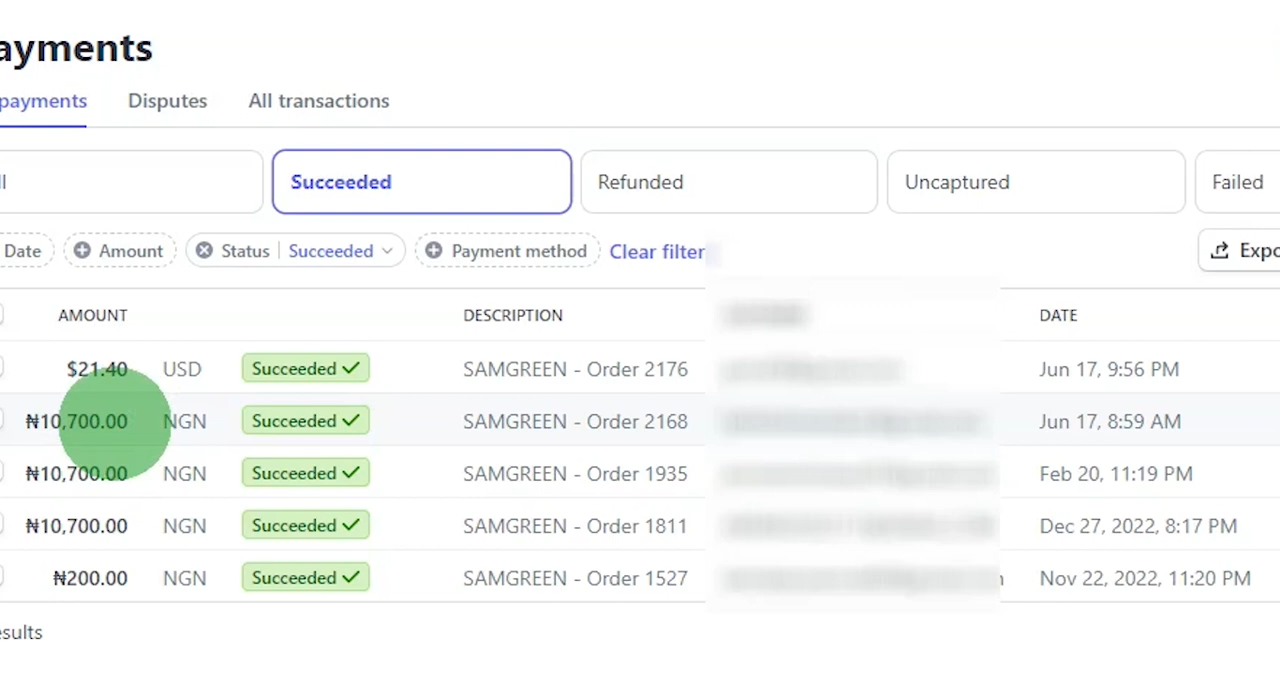 ayments
payments Disputes All transactions
ll Succeeded Refunded Uncaptured Failed
Date Amount Status Succeeded Payment method Clear filter Expo
AMOUNT DESCRIPTION DATE
$21.40 USD Succeeded SAMGREEN - Order 2176 Jun 17, 9:56 PM
₦10,700.00 NGN Succeeded SAMGREEN - Order 2168 Jun 17, 8:59 AM
₦10,700.00 NGN Succeeded SAMGREEN - Order 1935 Feb 20, 11:19 PM
₦10,700.00 NGN Succeeded SAMGREEN - Order 1811 Dec 27, 2022, 8:17 PM
₦200.00 NGN Succeeded SAMGREEN - Order 1527 Nov 22, 2022, 11:20 PM
esults